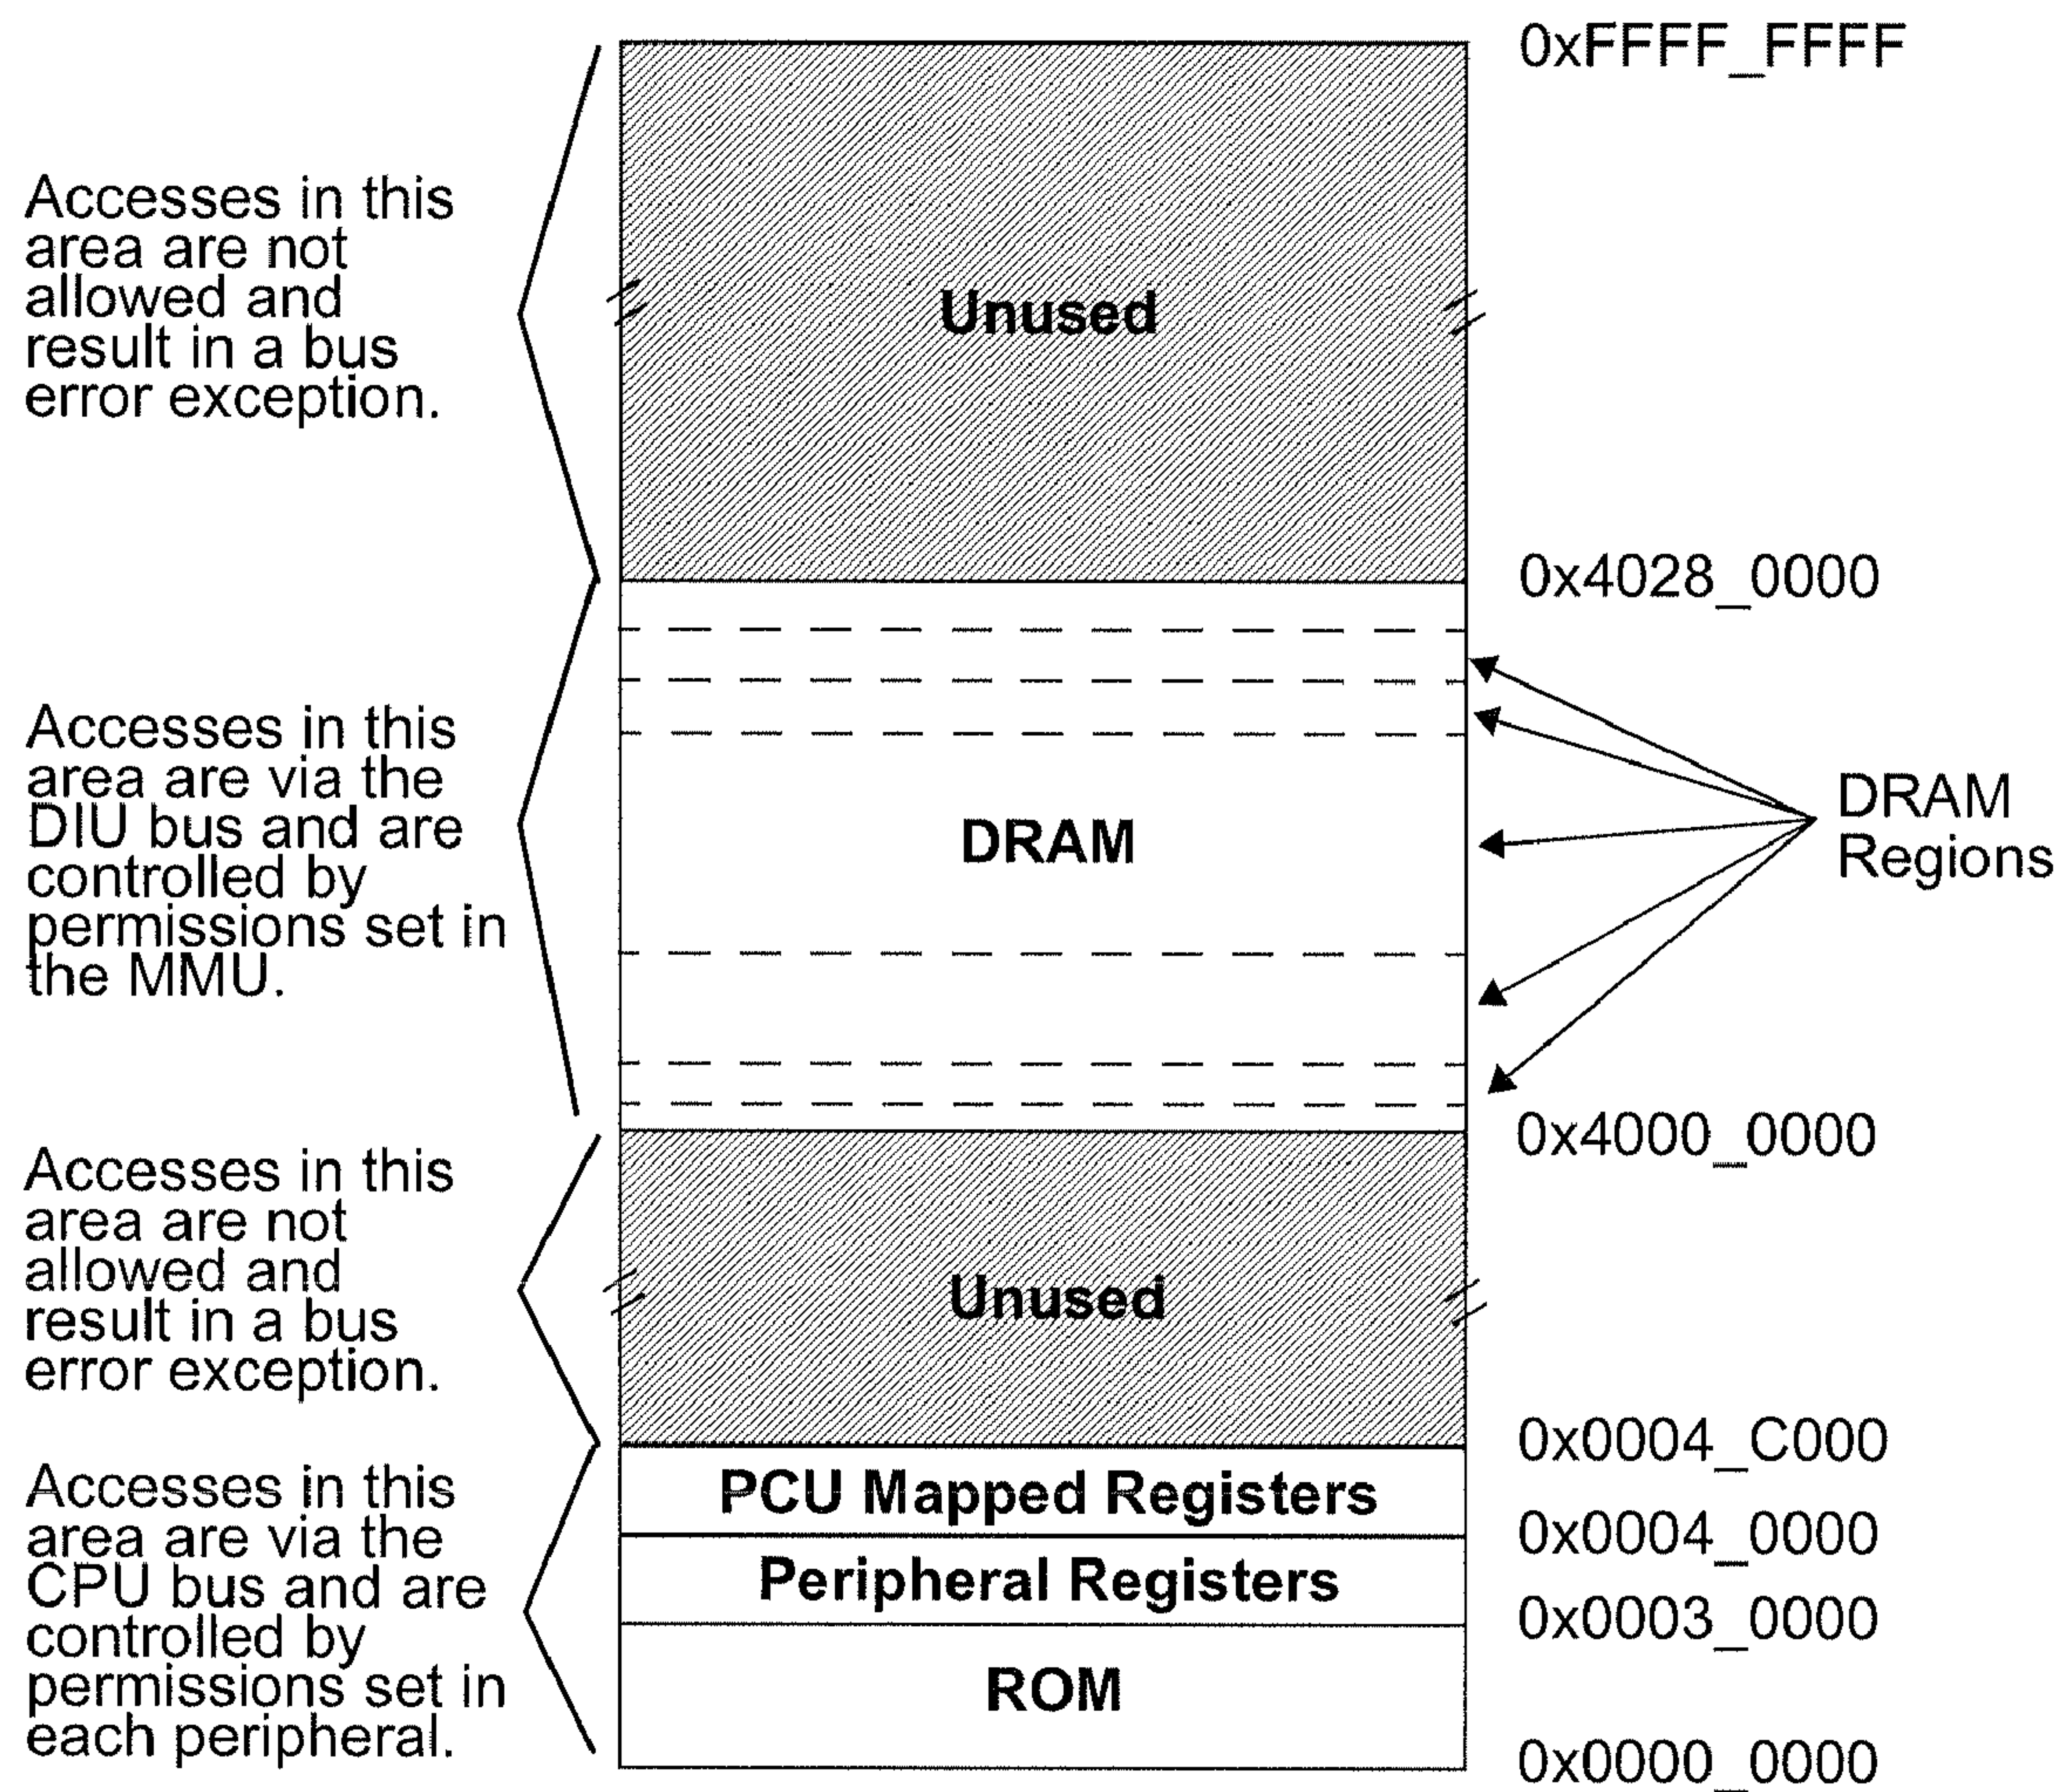 0xFFFF_FFFF
Accesses in this
area are not
allowed and
result in a bus
error exception.
Unused
0x4028_0000
Accesses in this
area are via the
DIU bus and are
controlled by
permissions set in
the MMU.
DRAM
DRAM
Regions
0x4000_0000
Accesses in this
area are not
allowed and
result in a bus
error exception.
Unused
0x0004_C000
Accesses in this
area are via the
CPU bus and are
controlled by
permissions set in
each peripheral.
PCU Mapped Registers
0x0004_0000
Peripheral Registers
0x0003_0000
ROM
0x0000_0000